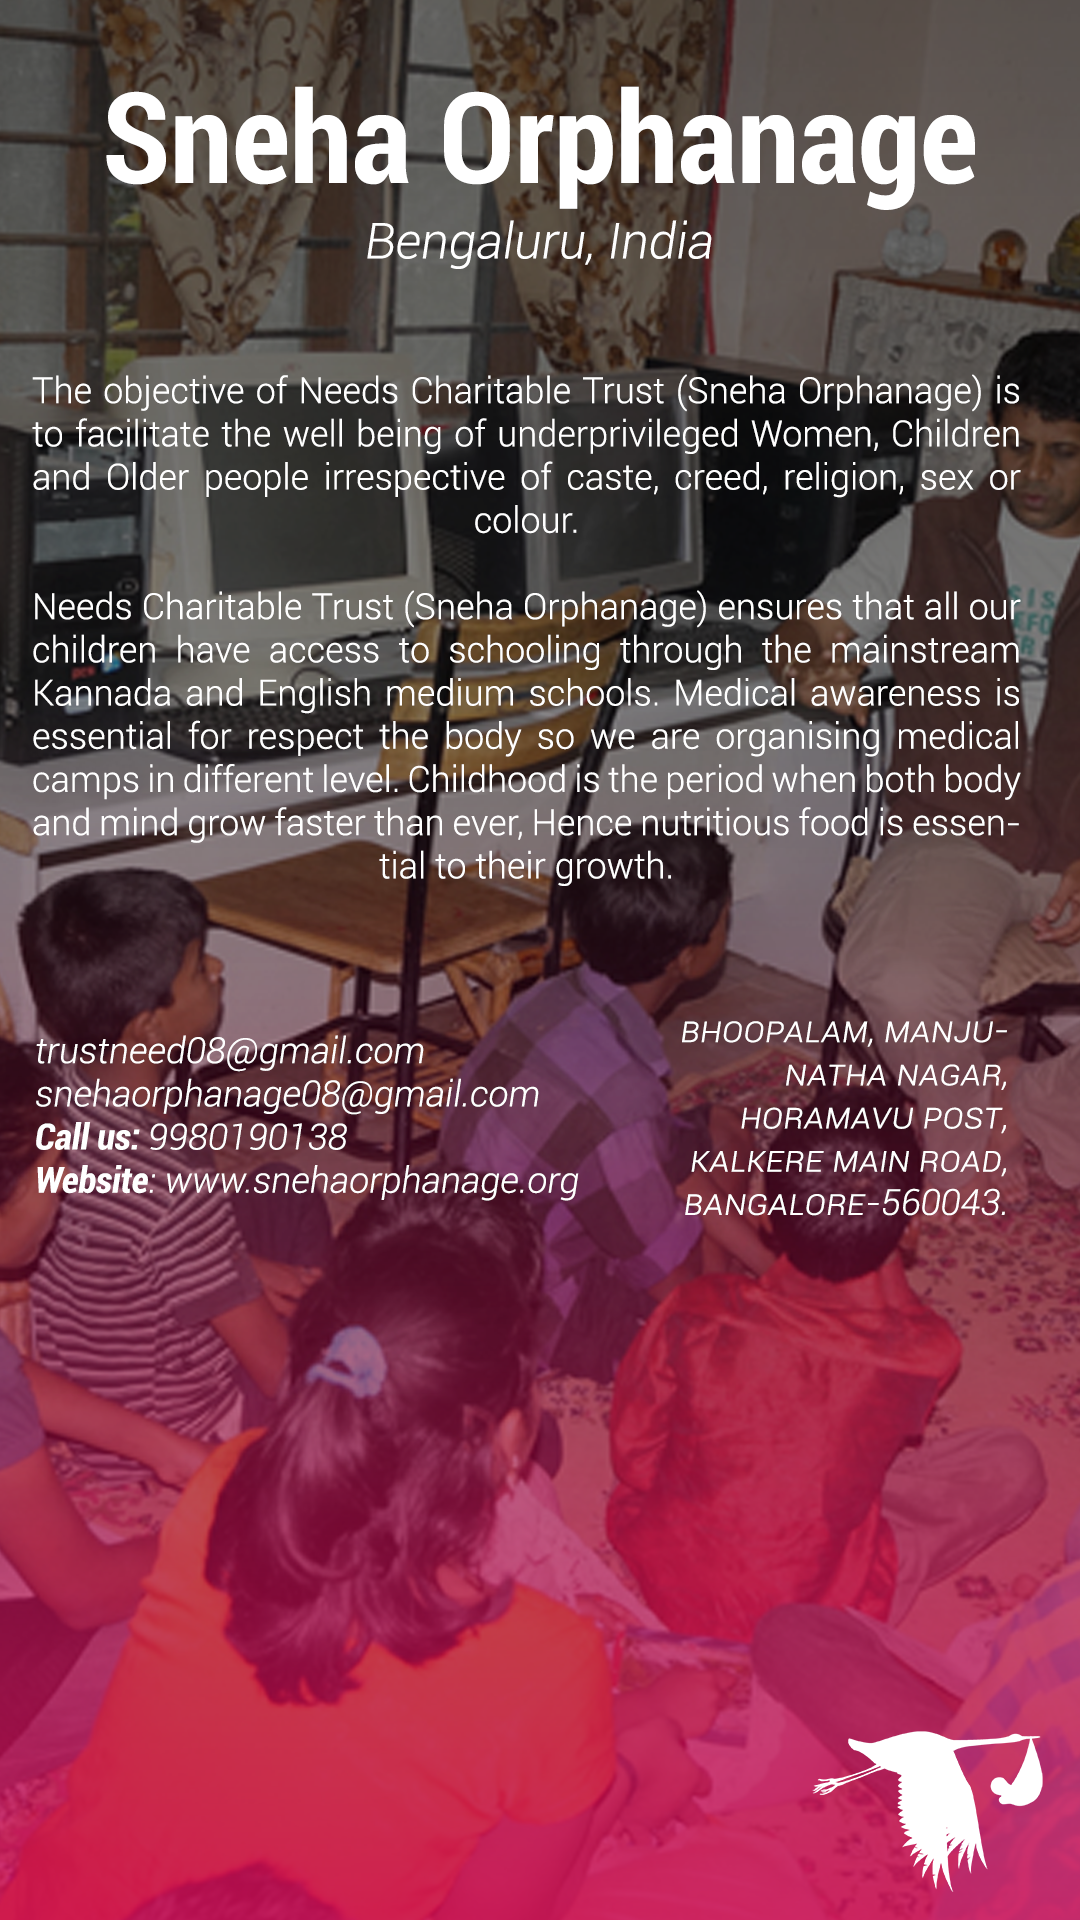 Sneha Orphanage
Bengaluru, India
The objective of Needs Charitable Trust (Sneha Orphanage) is
to facilitate the well being of underprivileged Women, Children
and Older people irrespective of caste, creed, religion, sex or
colour.
Needs Charitable Trust (Sneha Orphanage) ensures that all our
children have access to schooling through the mainstream
Kannada and English medium schools. Medical awareness is
essential for respect the body so we are organising medical
camps in different level. Childhood is the period when both body
and mind grow faster than ever, Hence nutritious food is essen-
tial to their growth.
trustneed08@gmail.com
snehaorphanage08@gmail.com
Call us: 9980190138
Website: www.snehaorphanage.org
BHOOPALAM, MANJU-
NATHA NAGAR,
HORAMAVU POST,
KALKERE MAIN ROAD,
BANGALORE-560043.